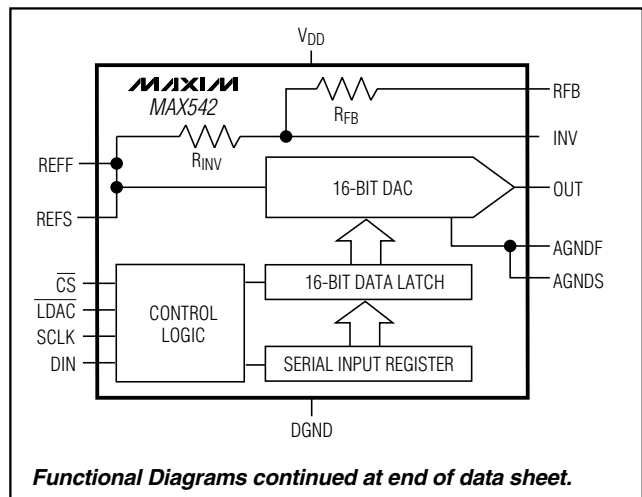 VDD
MAXIM
MAX542
RFB
RFB
INV
RINV
REFF
REFS
16-BIT DAC
OUT
AGNDF
AGNDS
CS
LDAC
SCLK
DIN
CONTROL
LOGIC
16-BIT DATA LATCH
SERIAL INPUT REGISTER
DGND
Functional Diagrams continued at end of data sheet.